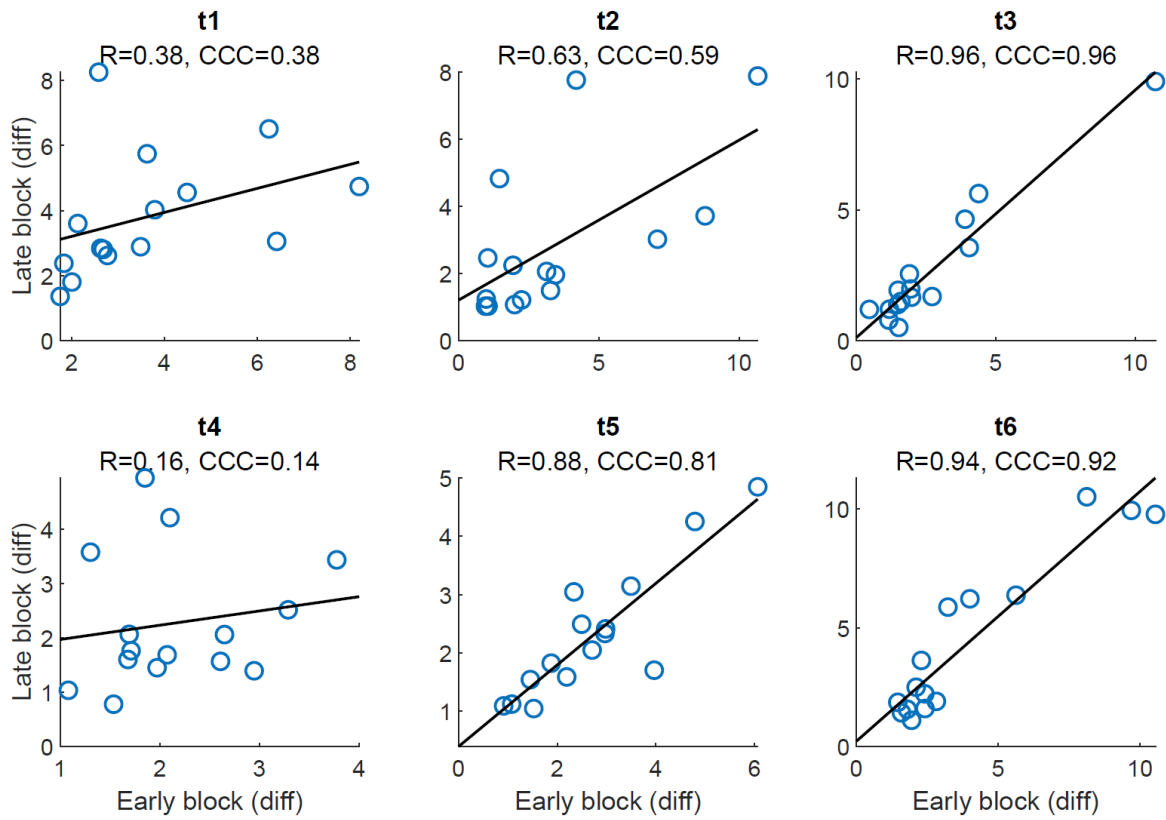 t1
R=0.38, CCC=0.38
8
6
4
2
0
2
4
6
8
Late block (diff)
t2
R=0.63, CCC=0.59
8
6
4
2
0
0
5
10
t3
R=0.96, CCC=0.96
10
5
0
0
5
10
t4
R=0.16, CCC=0.14
4
3
2
1
0
1
2
3
4
Late block (diff)
Early block (diff)
t5
R=0.88, CCC=0.81
5
4
3
2
1
0
2
4
6
Early block (diff)
t6
R=0.94, CCC=0.92
10
5
0
0
5
10
Early block (diff)